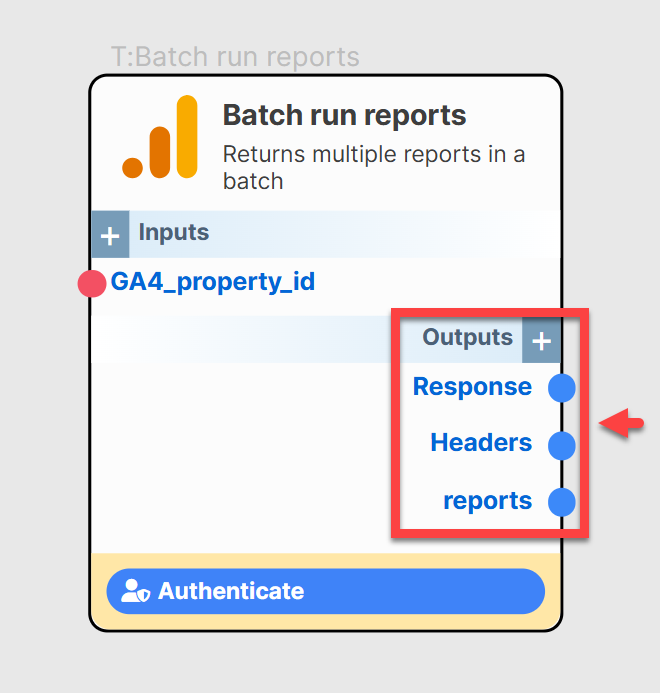 T:Batch run reports
Batch run reports
Returns multiple reports in a
batch
+ Inputs
GA4_property_id
Outputs +
Response
Headers
reports
Authenticate